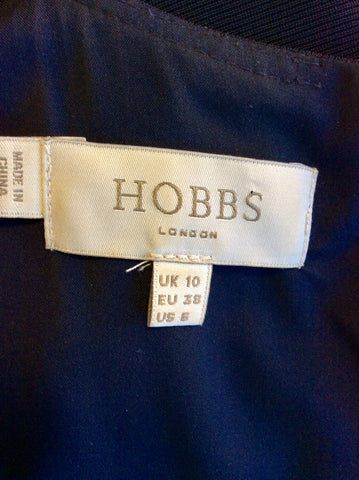 MADE IN
CHINA
HOBBS
LONDON
UK 10
EU 38
US 6